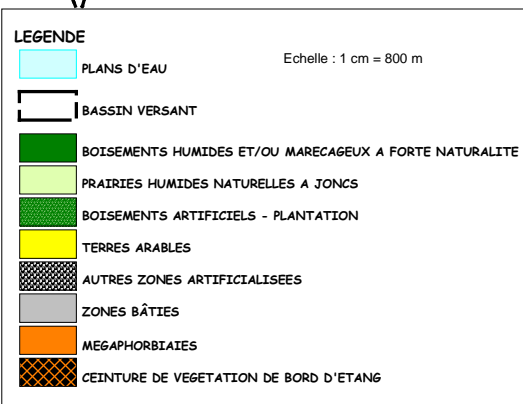 LEGENDE
Echelle : 1 cm = 800 m
PLANS D'EAU
BASSIN VERSANT
BOISEMENTS HUMIDES ET/OU MARECAGEUX A FORTE NATURALITE
PRAIRIES HUMIDES NATURELLES A JONCS
BOISEMENTS ARTIFICIELS - PLANTATION
TERRES ARABLES
AUTRES ZONES ARTIFICIALISEES
ZONES BÂTIES
MEGAPHORBIAIES
CEINTURE DE VEGETATION DE BORD D'ETANG